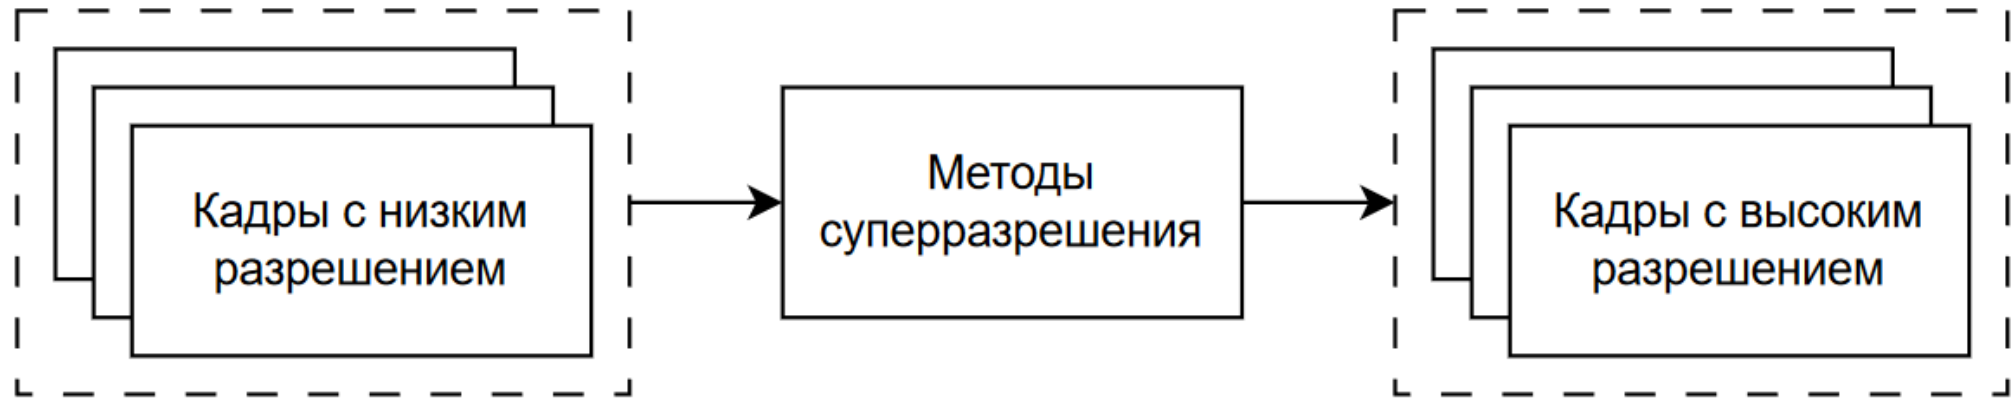 Кадры с низким
разрешением
Методы
суперразрешения
Кадры с высоким
разрешением